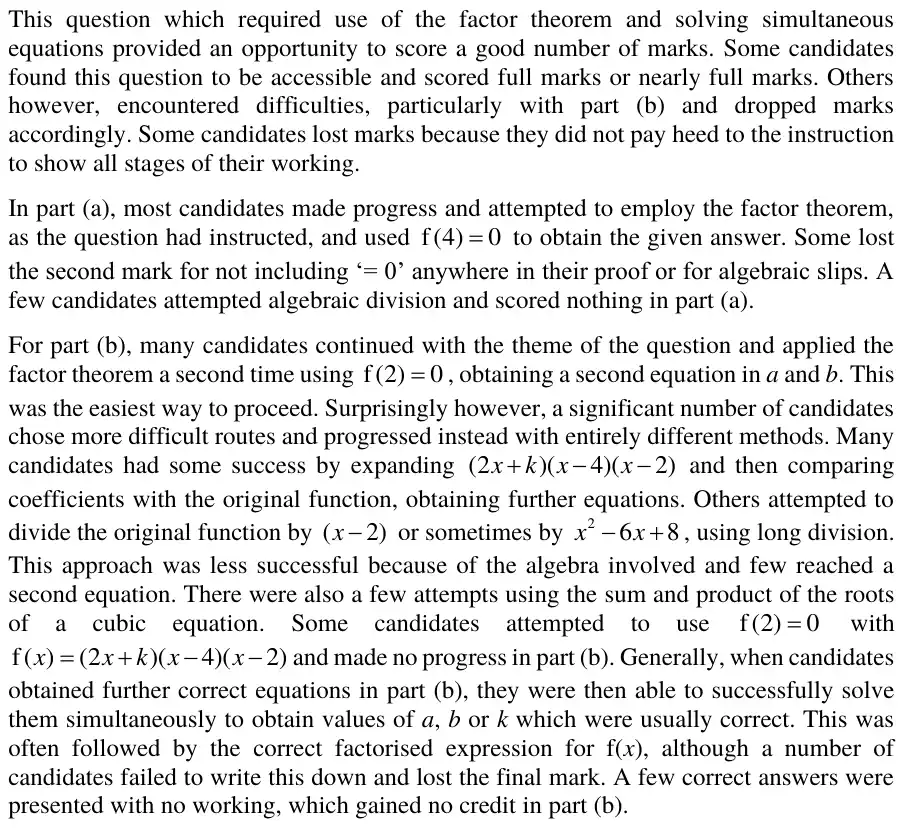 This question which required use of the factor theorem and solving simultaneous
equations provided an opportunity to score a good number of marks. Some candidates
found this question to be accessible and scored full marks or nearly full marks. Others
however, encountered difficulties, particularly with part (b) and dropped marks
accordingly. Some candidates lost marks because they did not pay heed to the instruction
to show all stages of their working.
In part (a), most candidates made progress and attempted to employ the factor theorem,
as the question had instructed, and used f(4) = 0 to obtain the given answer. Some lost
the second mark for not including ‘= 0’ anywhere in their proof or for algebraic slips. A
few candidates attempted algebraic division and scored nothing in part (a).
For part (b), many candidates continued with the theme of the question and applied the
factor theorem a second time using f(2) = 0, obtaining a second equation in a and b. This
was the easiest way to proceed. Surprisingly however, a significant number of candidates
chose more difficult routes and progressed instead with entirely different methods. Many
candidates had some success by expanding (2x+k)(x−4)(x−2) and then comparing
coefficients with the original function, obtaining further equations. Others attempted to
divide the original function by (x−2) or sometimes by x² −6x+8, using long division.
This approach was less successful because of the algebra involved and few reached a
second equation. There were also a few attempts using the sum and product of the roots
of a cubic equation. Some candidates attempted to use f(2) = 0 with
f(x) = (2x+k)(x−4)(x−2) and made no progress in part (b). Generally, when candidates
obtained further correct equations in part (b), they were then able to successfully solve
them simultaneously to obtain values of a, b or k which were usually correct. This was
often followed by the correct factorised expression for f(x), although a number of
candidates failed to write this down and lost the final mark. A few correct answers were
presented with no working, which gained no credit in part (b).